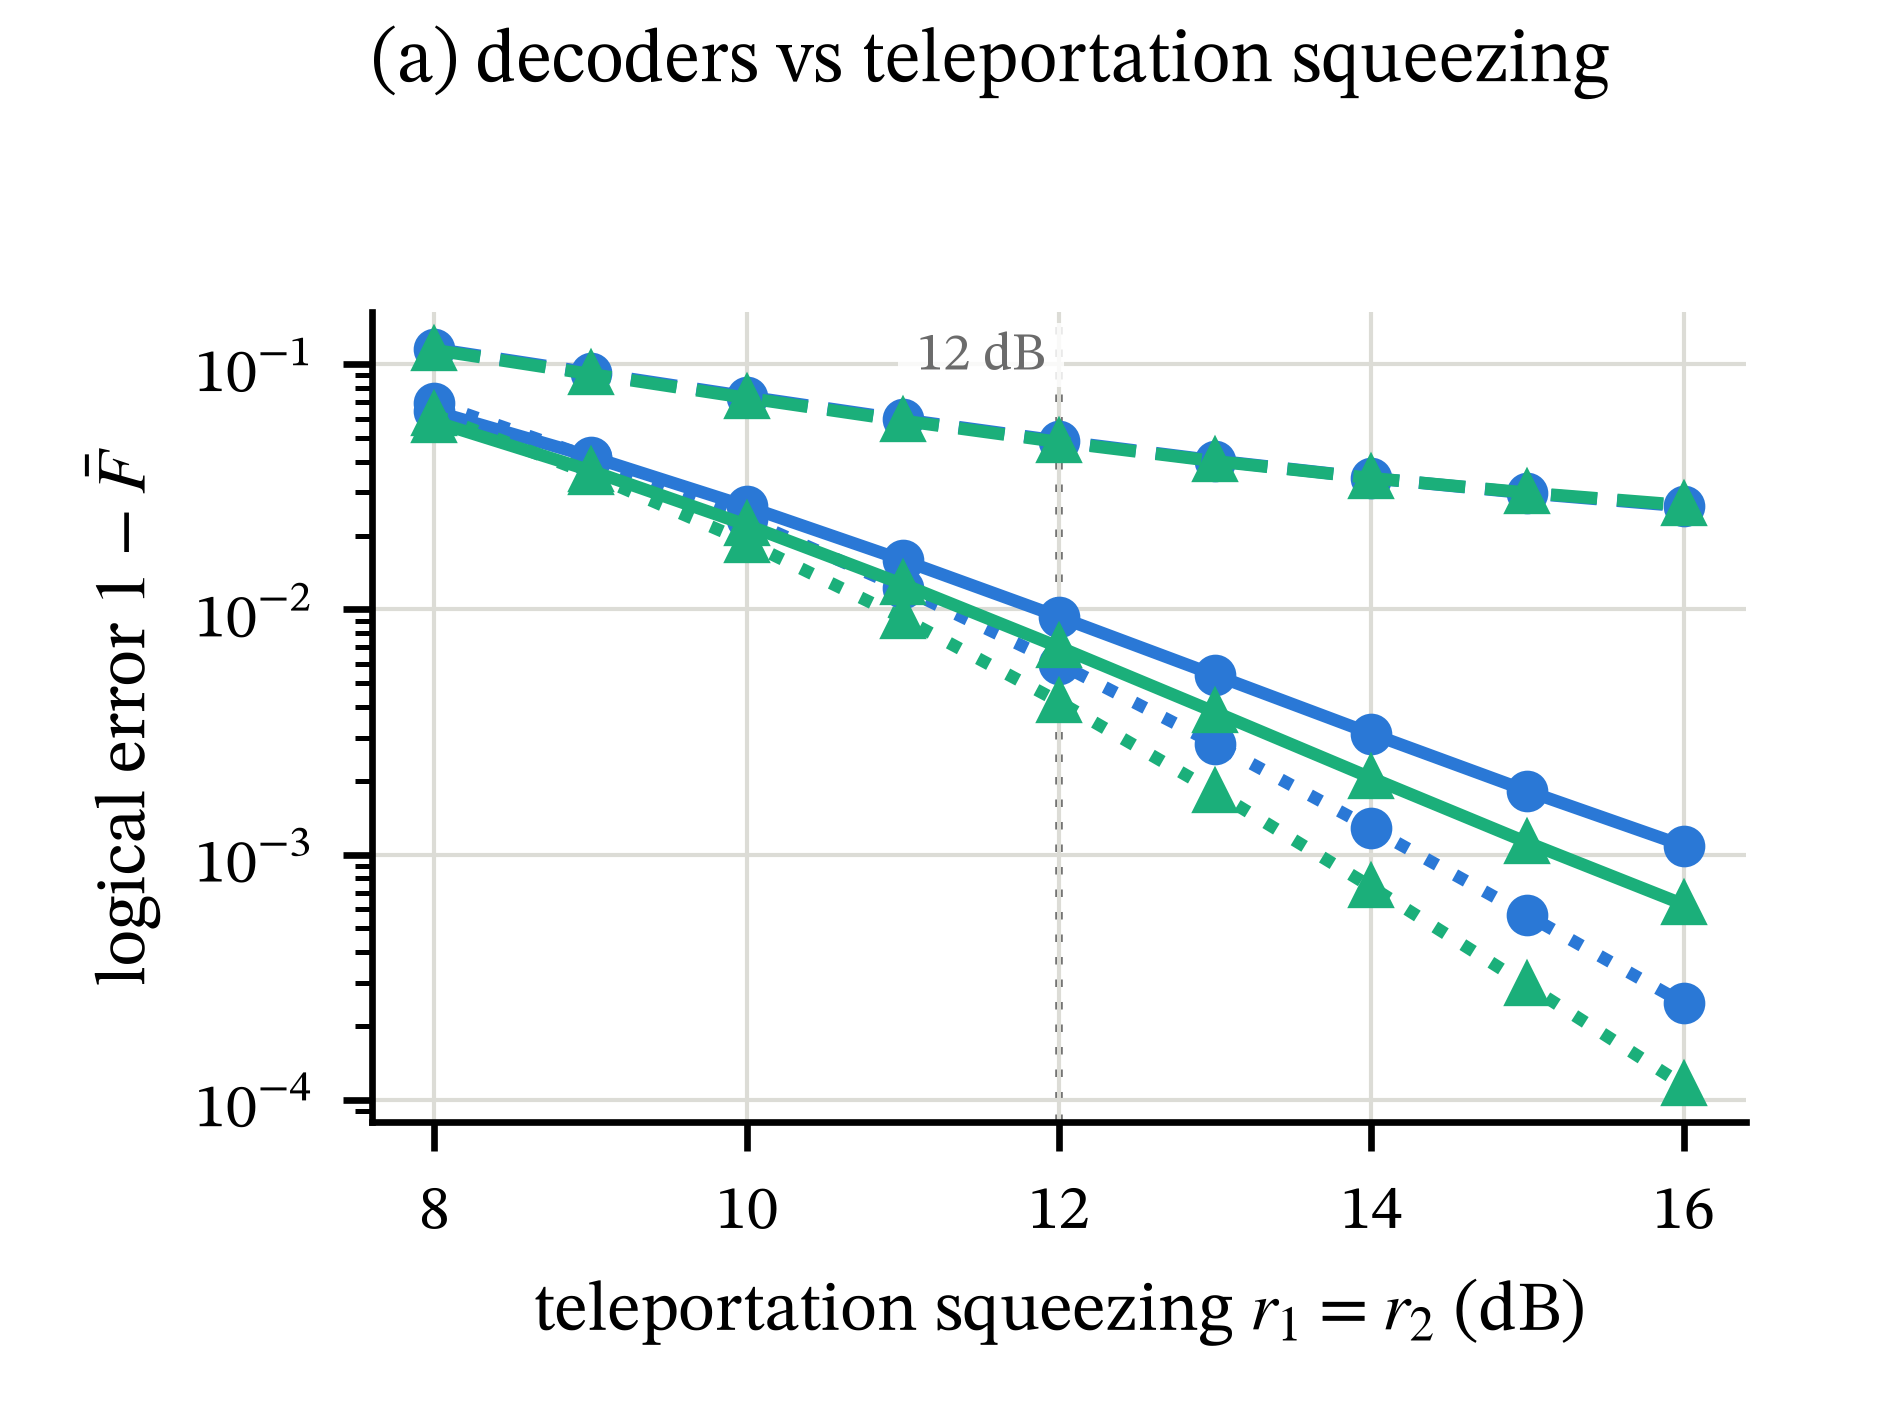 (a) decoders vs teleportation squeezing
12 dB
10⁻¹
10⁻²
10⁻³
10⁻⁴
logical error 1 − F̄
8 10 12 14 16
teleportation squeezing r₁ = r₂ (dB)